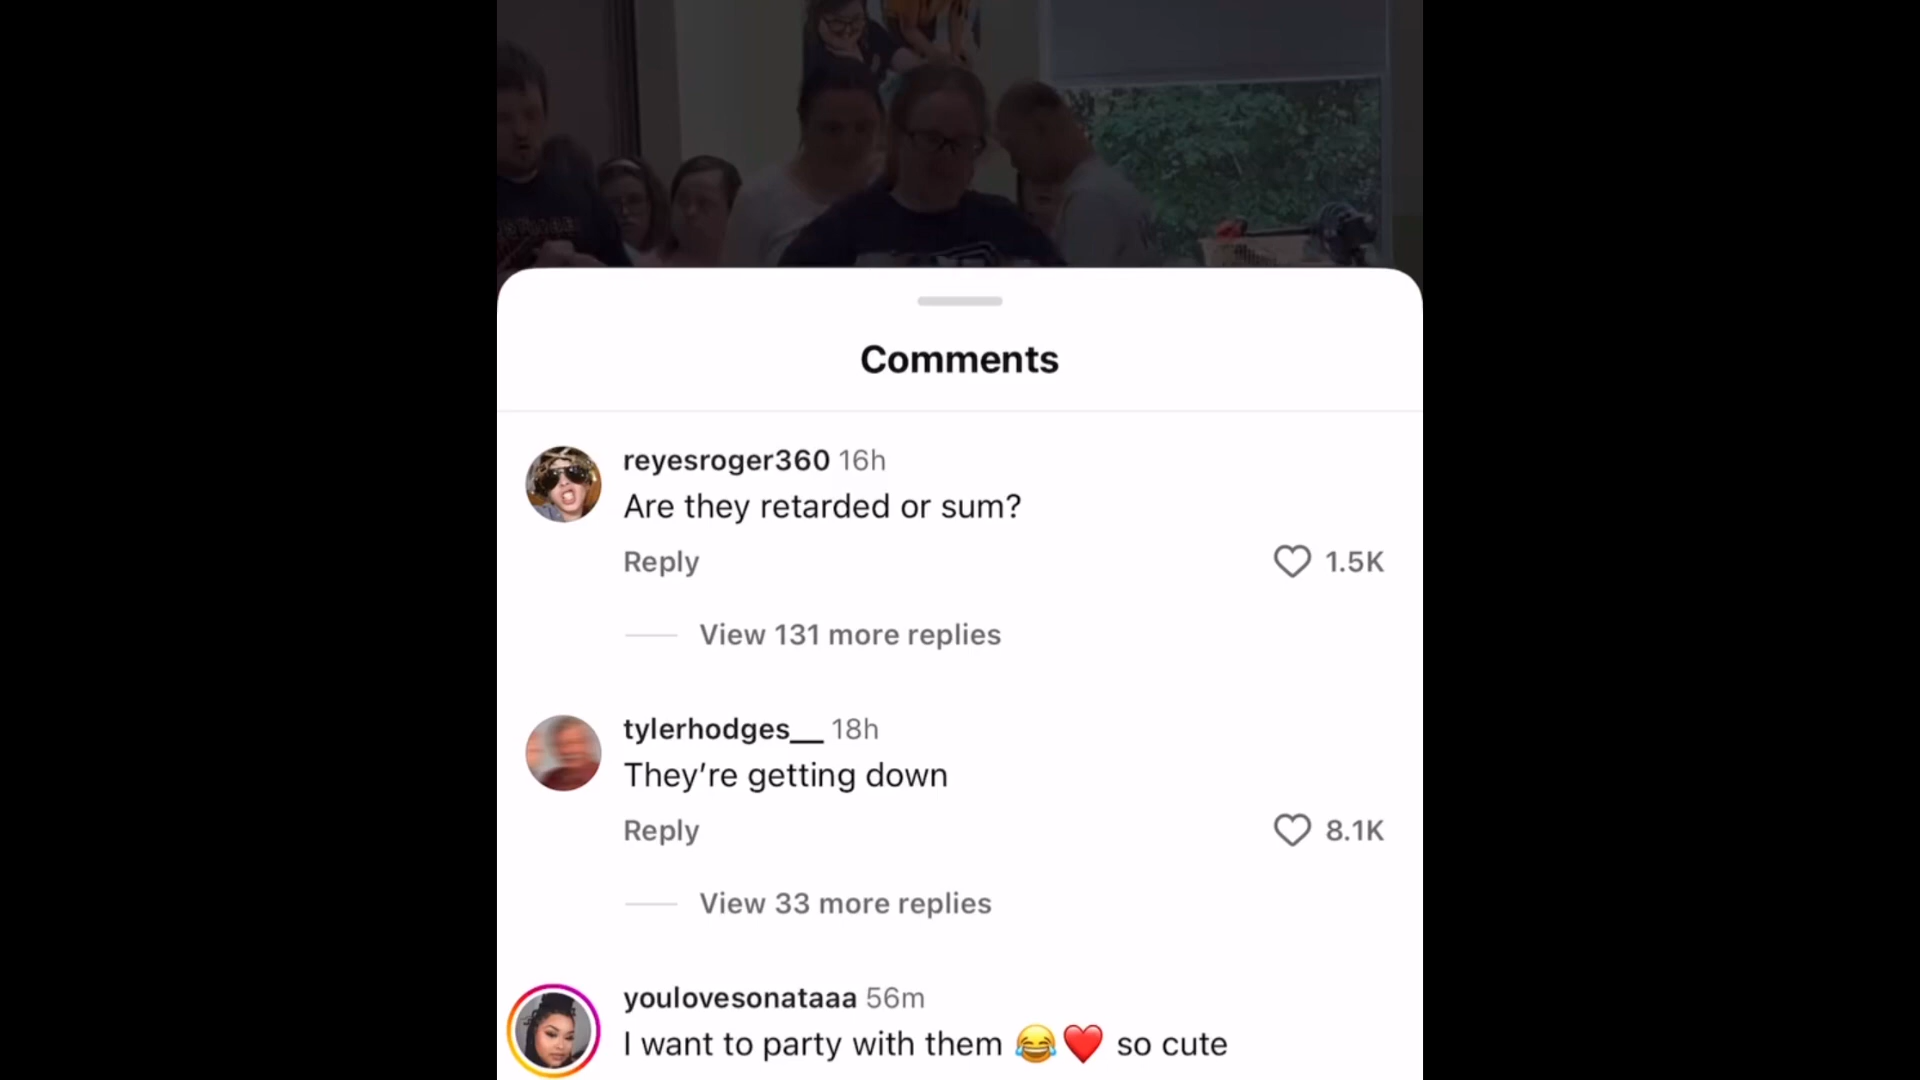 Comments
reyesroger360 16h
Are they retarded or sum?
Reply
1.5K
View 131 more replies
tylerhodges__ 18h
They’re getting down
Reply
8.1K
View 33 more replies
youlovesonataaa 56m
I want to party with them 😂❤️ so cute